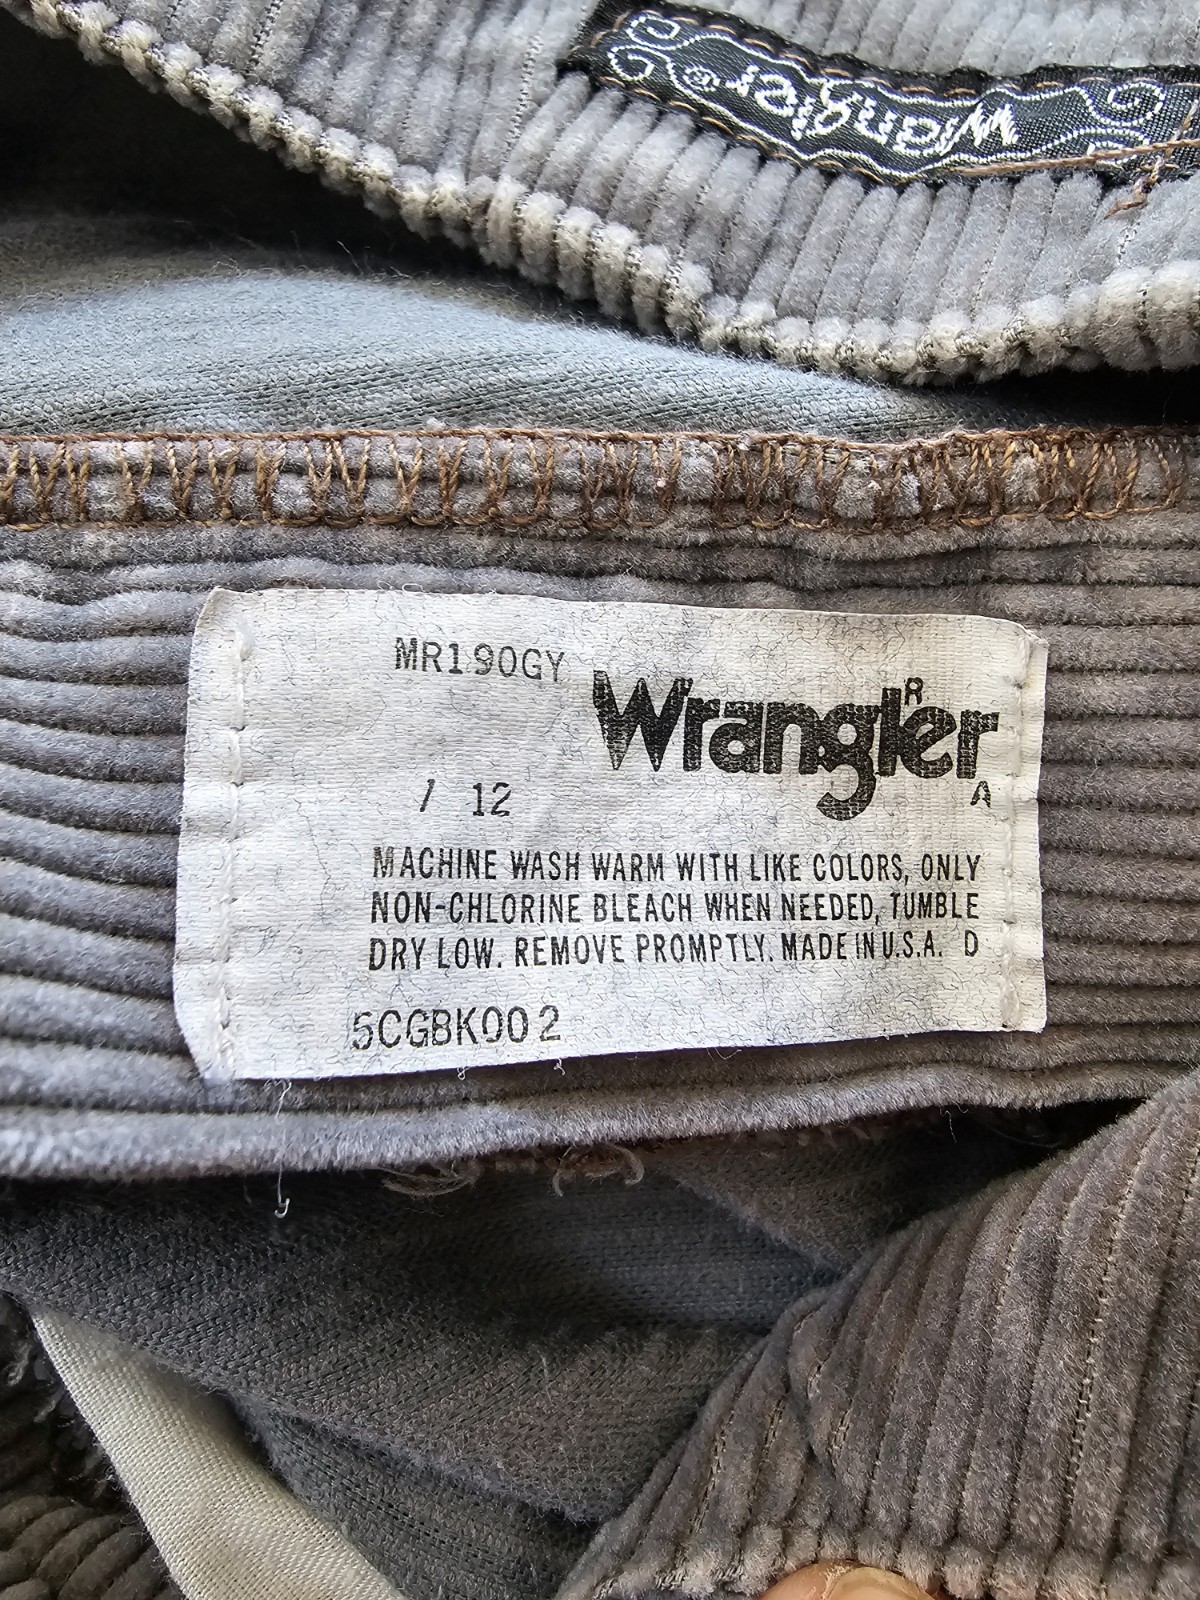 Wrangler®
MR190GY
Wrangler R
/ 12 A
MACHINE WASH WARM WITH LIKE COLORS, ONLY
NON-CHLORINE BLEACH WHEN NEEDED, TUMBLE
DRY LOW. REMOVE PROMPTLY. MADE IN U.S.A. D
5CGBK002